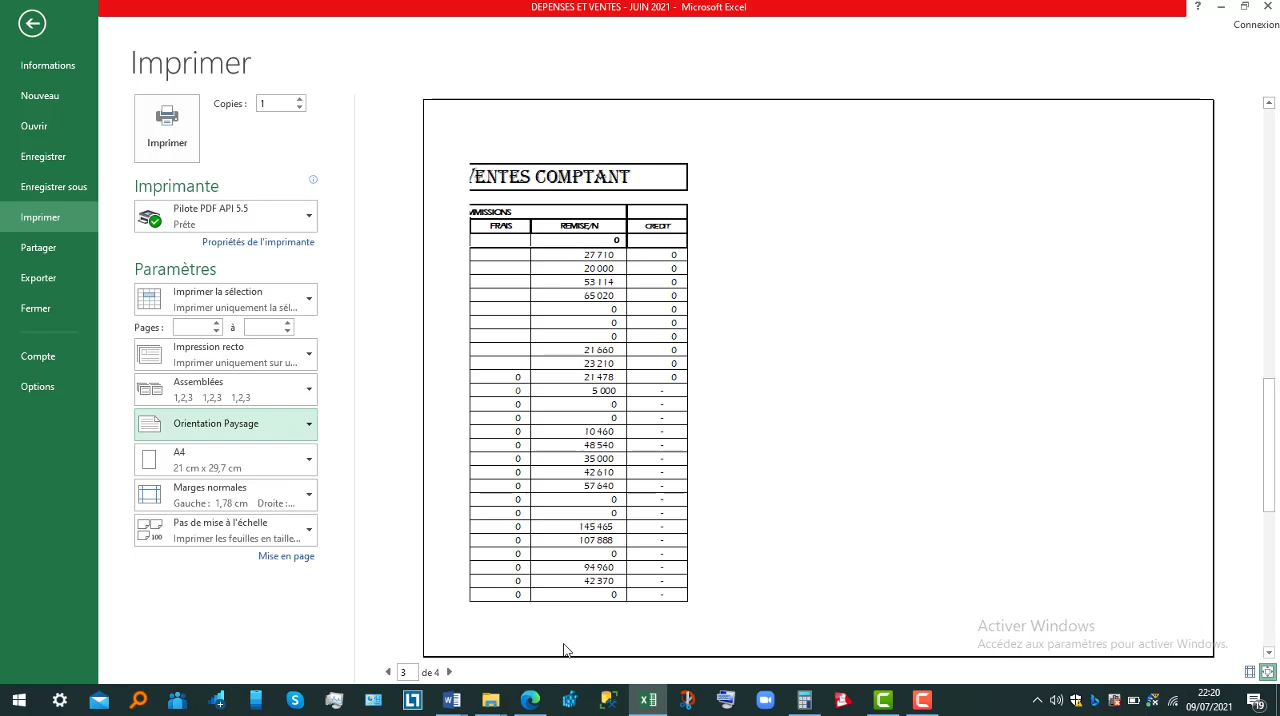 DEPENSES ET VENTES - JUIN 2021 - Microsoft Excel
?
Connexion
Informations
Nouveau
Ouvrir
Enregistrer
Enregistrer sous
Imprimer
Partager
Exporter
Fermer
Compte
Options
Imprimer
Imprimer
Copies : 1
Imprimante
Pilote PDF API 5.5
Prête
Propriétés de l'imprimante
Paramètres
Imprimer la sélection
Imprimer uniquement la sél...
Pages : à
Impression recto
Imprimer uniquement sur u...
Assemblées
1,2,3 1,2,3 1,2,3
Orientation Paysage
A4
21 cm x 29,7 cm
Marges normales
Gauche : 1,78 cm Droite :...
Pas de mise à l'échelle
Imprimer les feuilles en taille...
100
Mise en page
VENTES COMPTANT
MMISSIONS
FRAIS REMISE/N CREDIT
0
27 710 0
20 000 0
53 114 0
65 020 0
0 0
0 0
0 0
21 660 0
23 210 0
0 21 478 0
0 5 000 -
0 0 -
0 0 -
0 10 460 -
0 48 540 -
0 35 000 -
0 42 610 -
0 57 640 -
0 0 -
0 0 -
0 145 465 -
0 107 888 -
0 0 -
0 94 960 -
0 42 370 -
0 0 -
Activer Windows
Accédez aux paramètres pour activer Windows.
3 de 4
22:20
09/07/2021
19